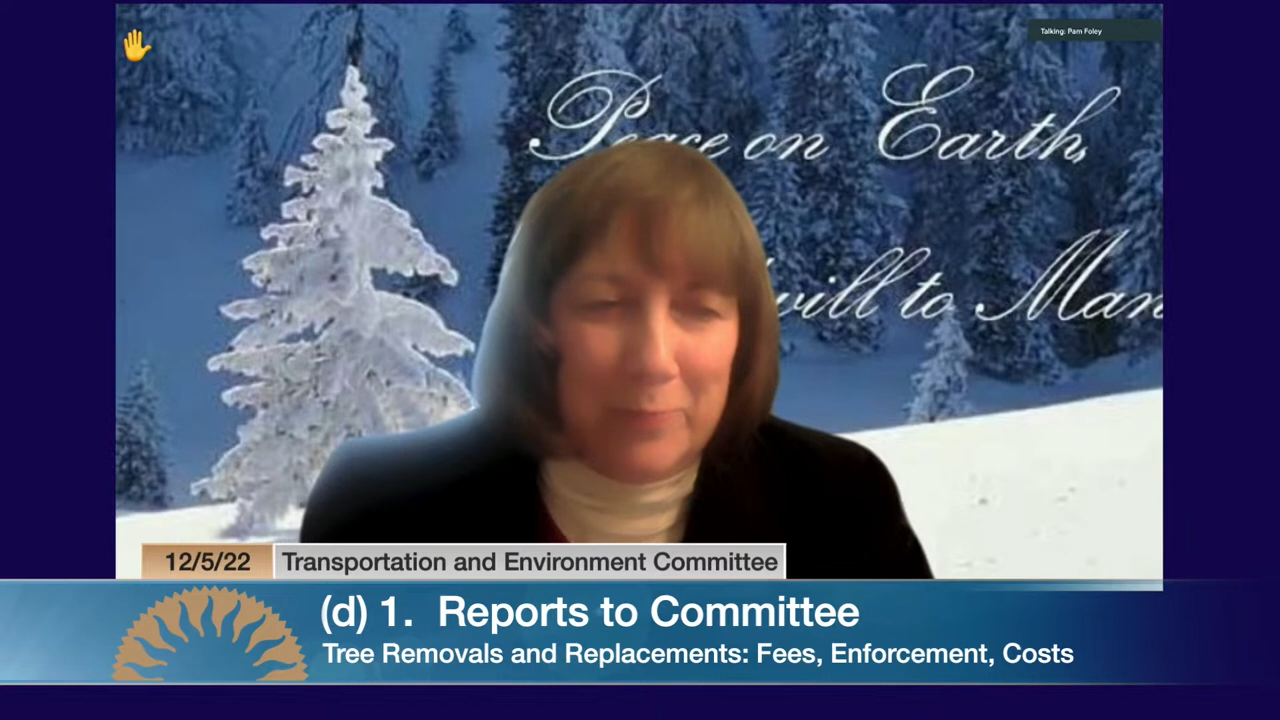 Talking: Pam Foley
Peace on Earth,
will to Man
12/5/22 Transportation and Environment Committee
(d) 1. Reports to Committee
Tree Removals and Replacements: Fees, Enforcement, Costs